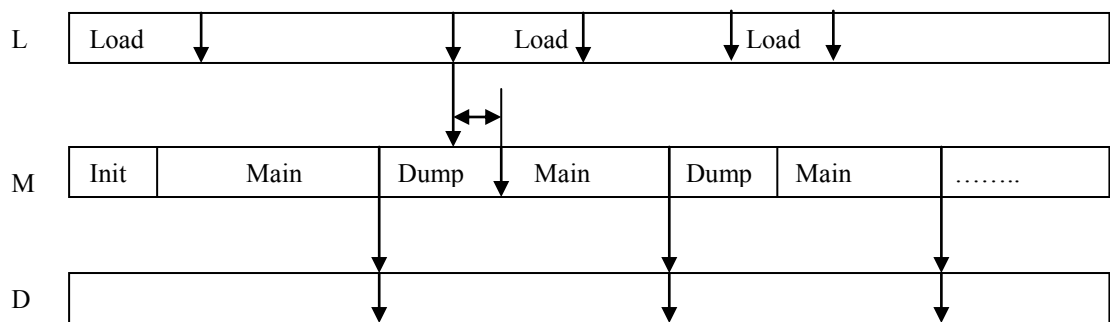 L Load Load Load
M Init Main Dump Main Dump Main ……..
D